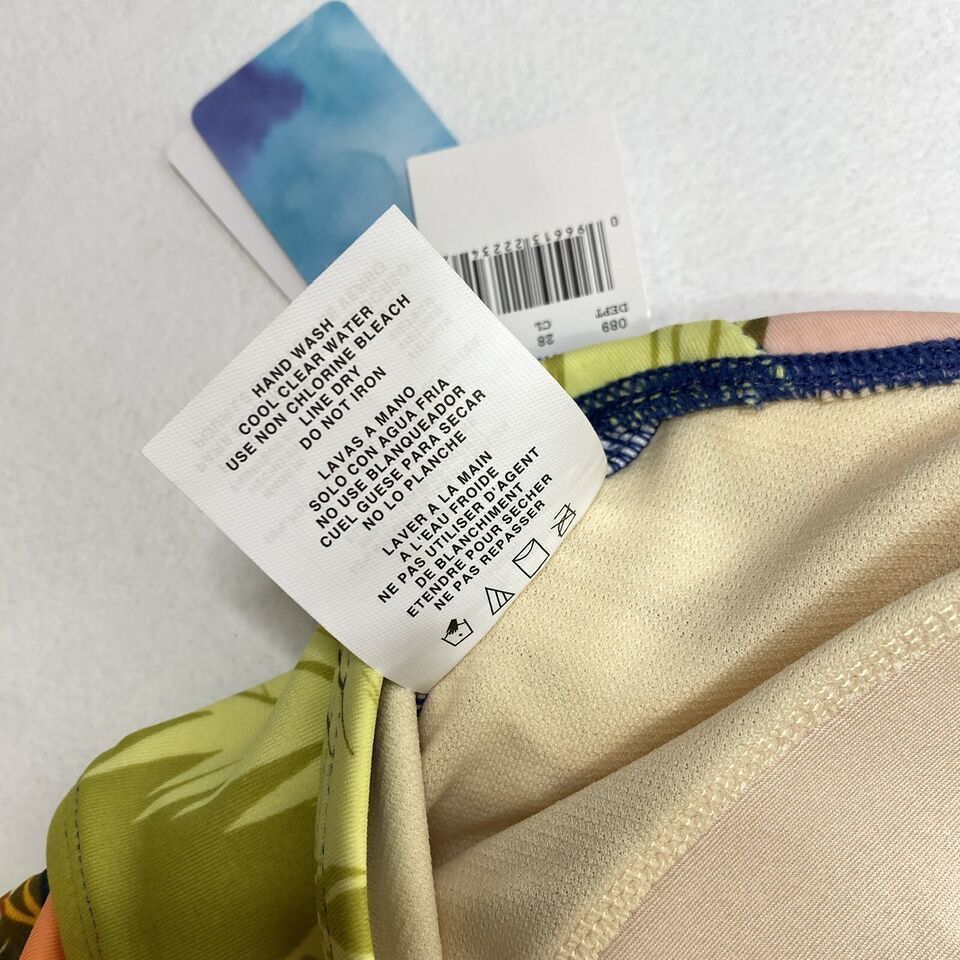 HAND WASH
COOL CLEAR WATER
USE NON CHLORINE BLEACH
LINE DRY
DO NOT IRON
LAVAS A MANO
SOLO CON AGUA FRIA
NO USE BLANQUEADOR
CUEL GUESE PARA SECAR
NO LO PLANCHE
LAVER A LA MAIN
A L'EAU FROIDE
NE PAS UTILISER D'AGENT
DE BLANCHIMENT
ETENDRE POUR SECHER
NE PAS REPASSER
DEPT CL
089 28